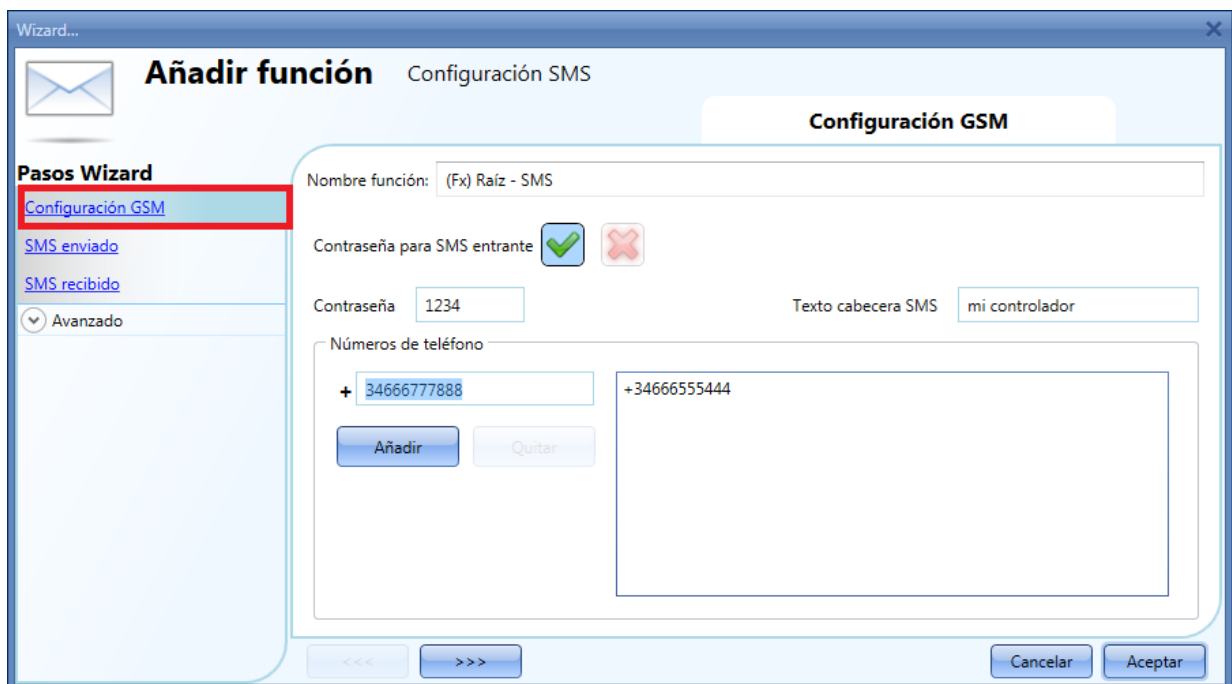 Wizard...
Añadir función
Configuración SMS
Configuración GSM
Pasos Wizard
Configuración GSM
SMS enviado
SMS recibido
Avanzado
Nombre función: (Fx) Raíz - SMS
Contraseña para SMS entrante
Contraseña 1234 Texto cabecera SMS mi controlador
Números de teléfono
+ 34666777888
+34666555444
Añadir Quitar
<<< >>> Cancelar Aceptar